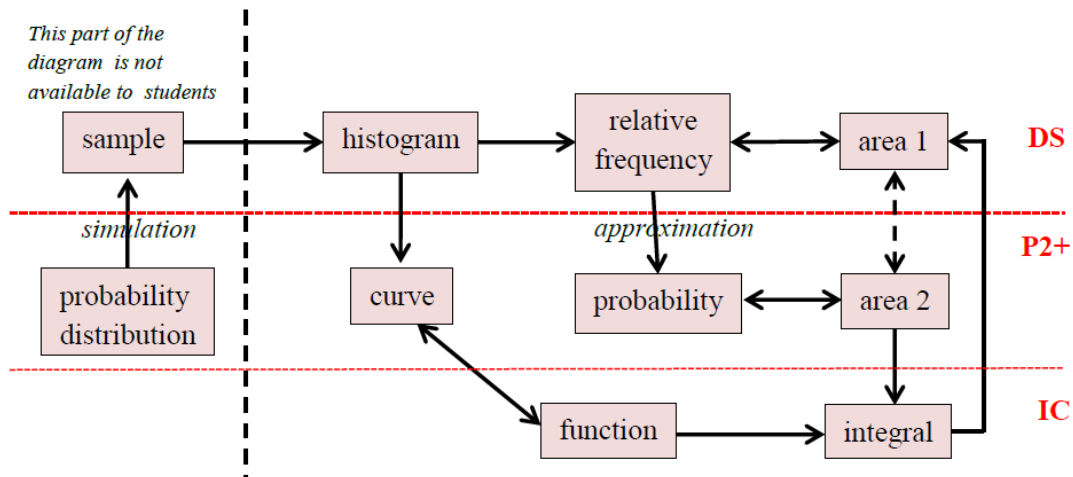 This part of the
diagram is not
available to students
sample
histogram
relative
frequency
area 1
DS
simulation
approximation
P2+
probability
distribution
curve
probability
area 2
IC
function
integral